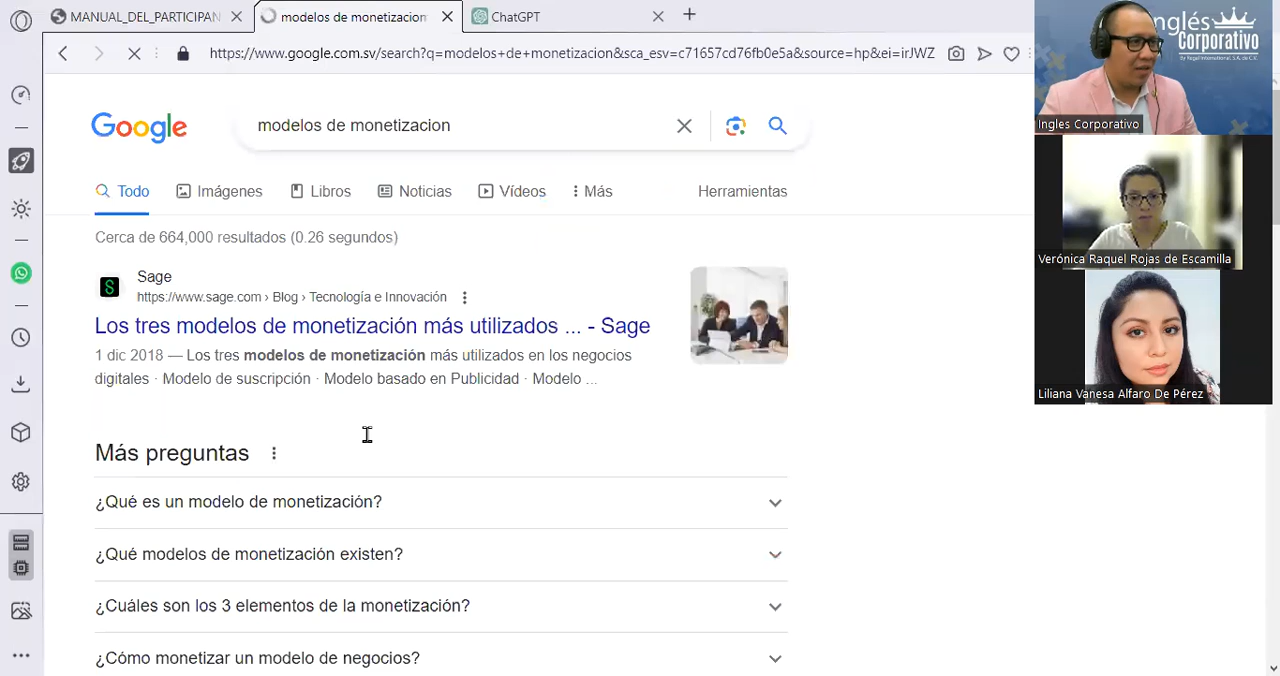 MANUAL_DEL_PARTICIPAN
modelos de monetizacion
ChatGPT
https://www.google.com.sv/search?q=modelos+de+monetizacion&sca_esv=c71657cd76fb0e5a&source=hp&ei=irJWZ
Google
modelos de monetizacion
Todo
Imágenes
Libros
Noticias
Vídeos
Más
Herramientas
Cerca de 664,000 resultados (0.26 segundos)
S
Sage
https://www.sage.com › Blog › Tecnología e Innovación
Los tres modelos de monetización más utilizados ... - Sage
1 dic 2018 — Los tres modelos de monetización más utilizados en los negocios
digitales · Modelo de suscripción · Modelo basado en Publicidad · Modelo ...
Más preguntas
¿Qué es un modelo de monetización?
¿Qué modelos de monetización existen?
¿Cuáles son los 3 elementos de la monetización?
¿Cómo monetizar un modelo de negocios?
Inglés
Corporativo
By Regal International, S.A. de C.V.
Ingles Corporativo
Verónica Raquel Rojas de Escamilla
Liliana Vanesa Alfaro De Pérez